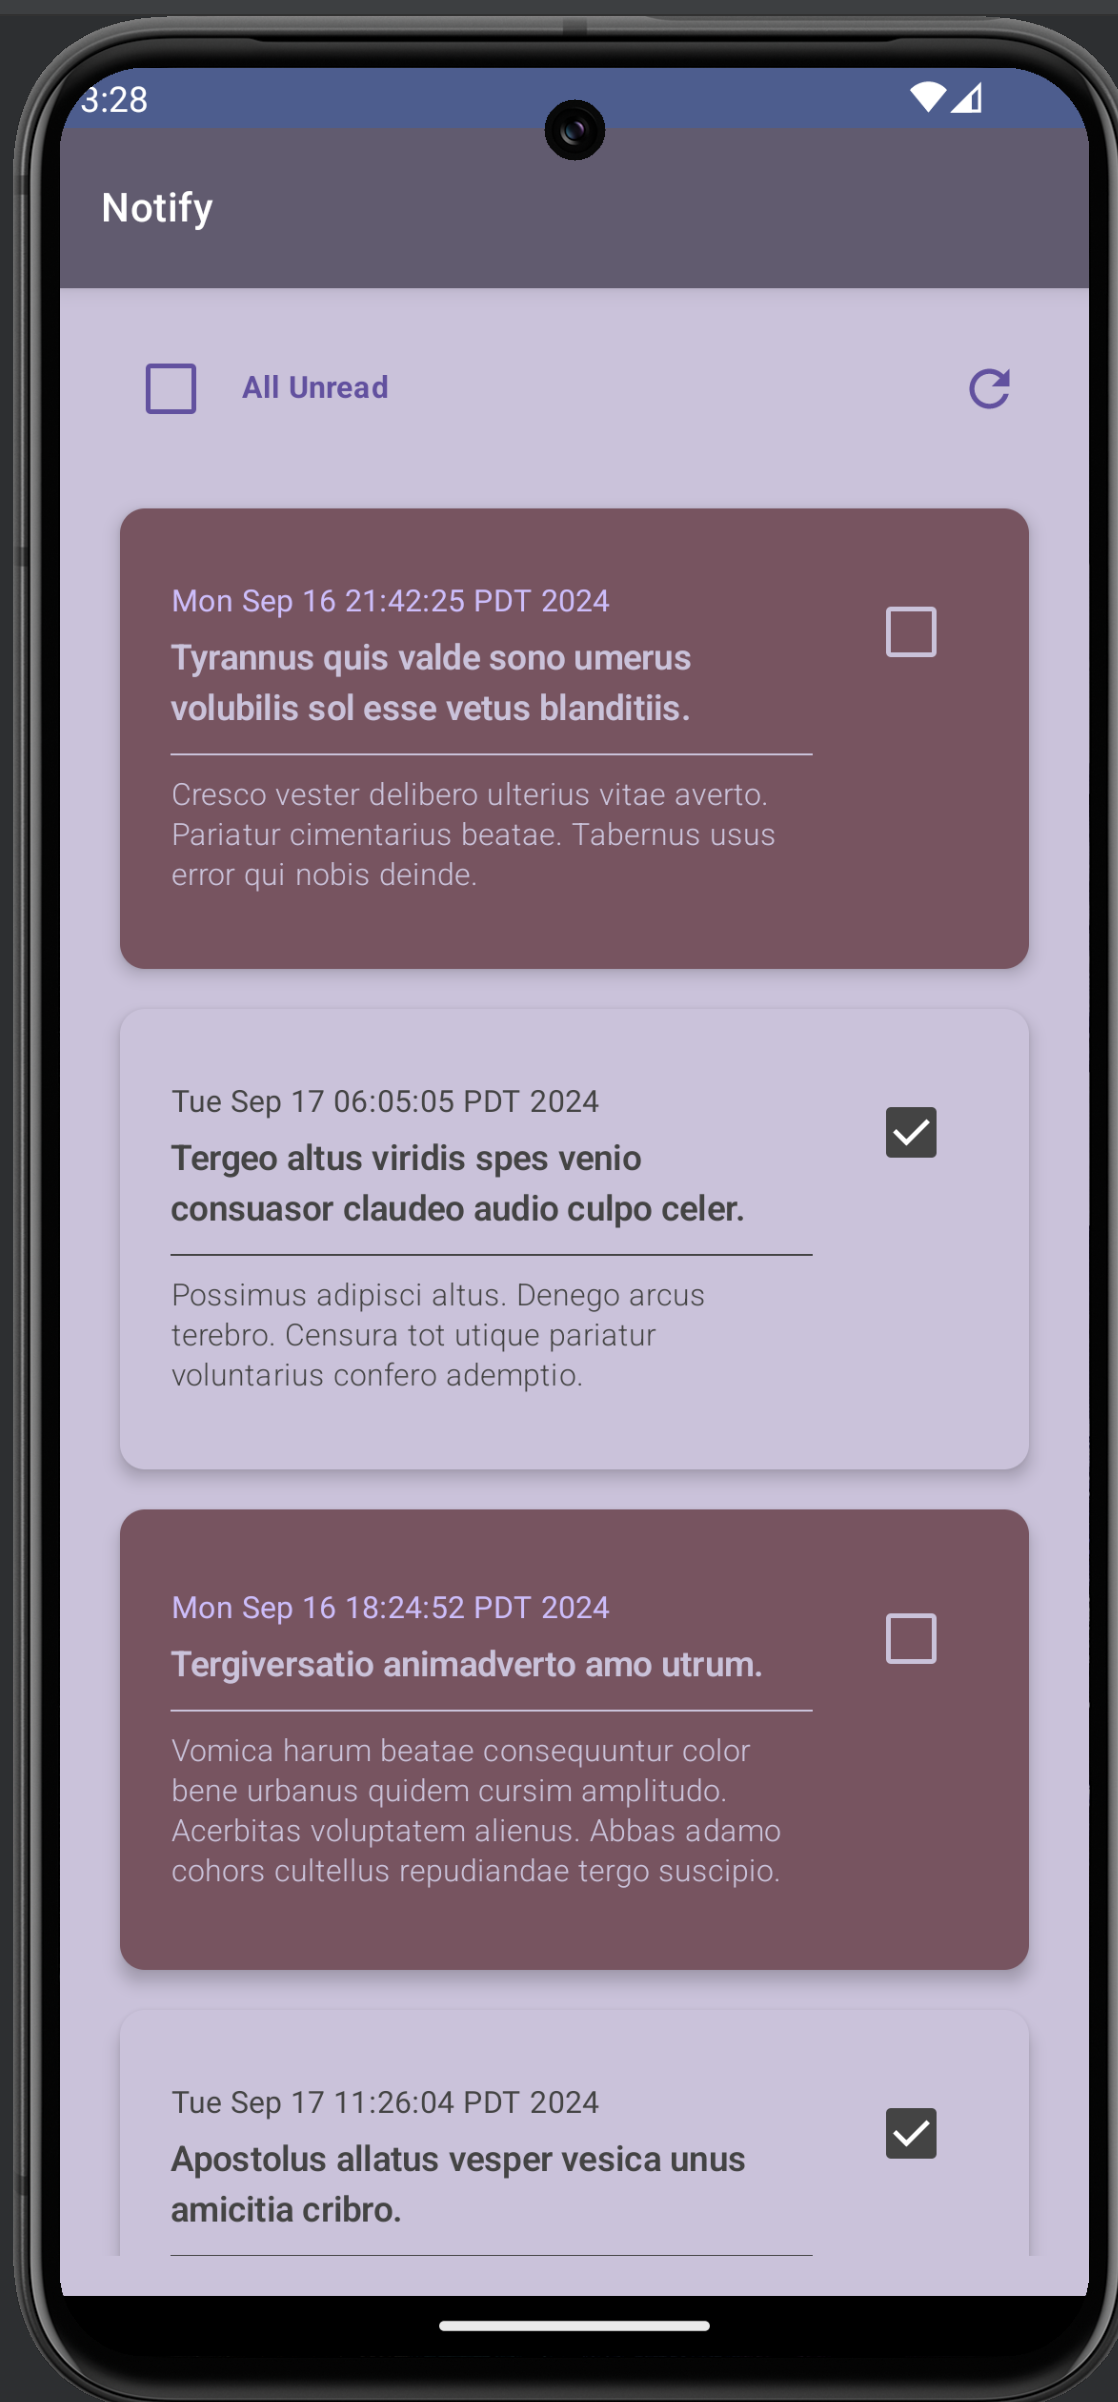 3:28
Notify
All Unread
Mon Sep 16 21:42:25 PDT 2024
Tyrannus quis valde sono umerus
volubilis sol esse vetus blanditiis.
Cresco vester delibero ulterius vitae averto.
Pariatur cimentarius beatae. Tabernus usus
error qui nobis deinde.
Tue Sep 17 06:05:05 PDT 2024
Tergeo altus viridis spes venio
consuasor claudeo audio culpo celer.
Possimus adipisci altus. Denego arcus
terebro. Censura tot utique pariatur
voluntarius confero ademptio.
Mon Sep 16 18:24:52 PDT 2024
Tergiversatio animadverto amo utrum.
Vomica harum beatae consequuntur color
bene urbanus quidem cursim amplitudo.
Acerbitas voluptatem alienus. Abbas adamo
cohors cultellus repudiandae tergo suscipio.
Tue Sep 17 11:26:04 PDT 2024
Apostolus allatus vesper vesica unus
amicitia cribro.